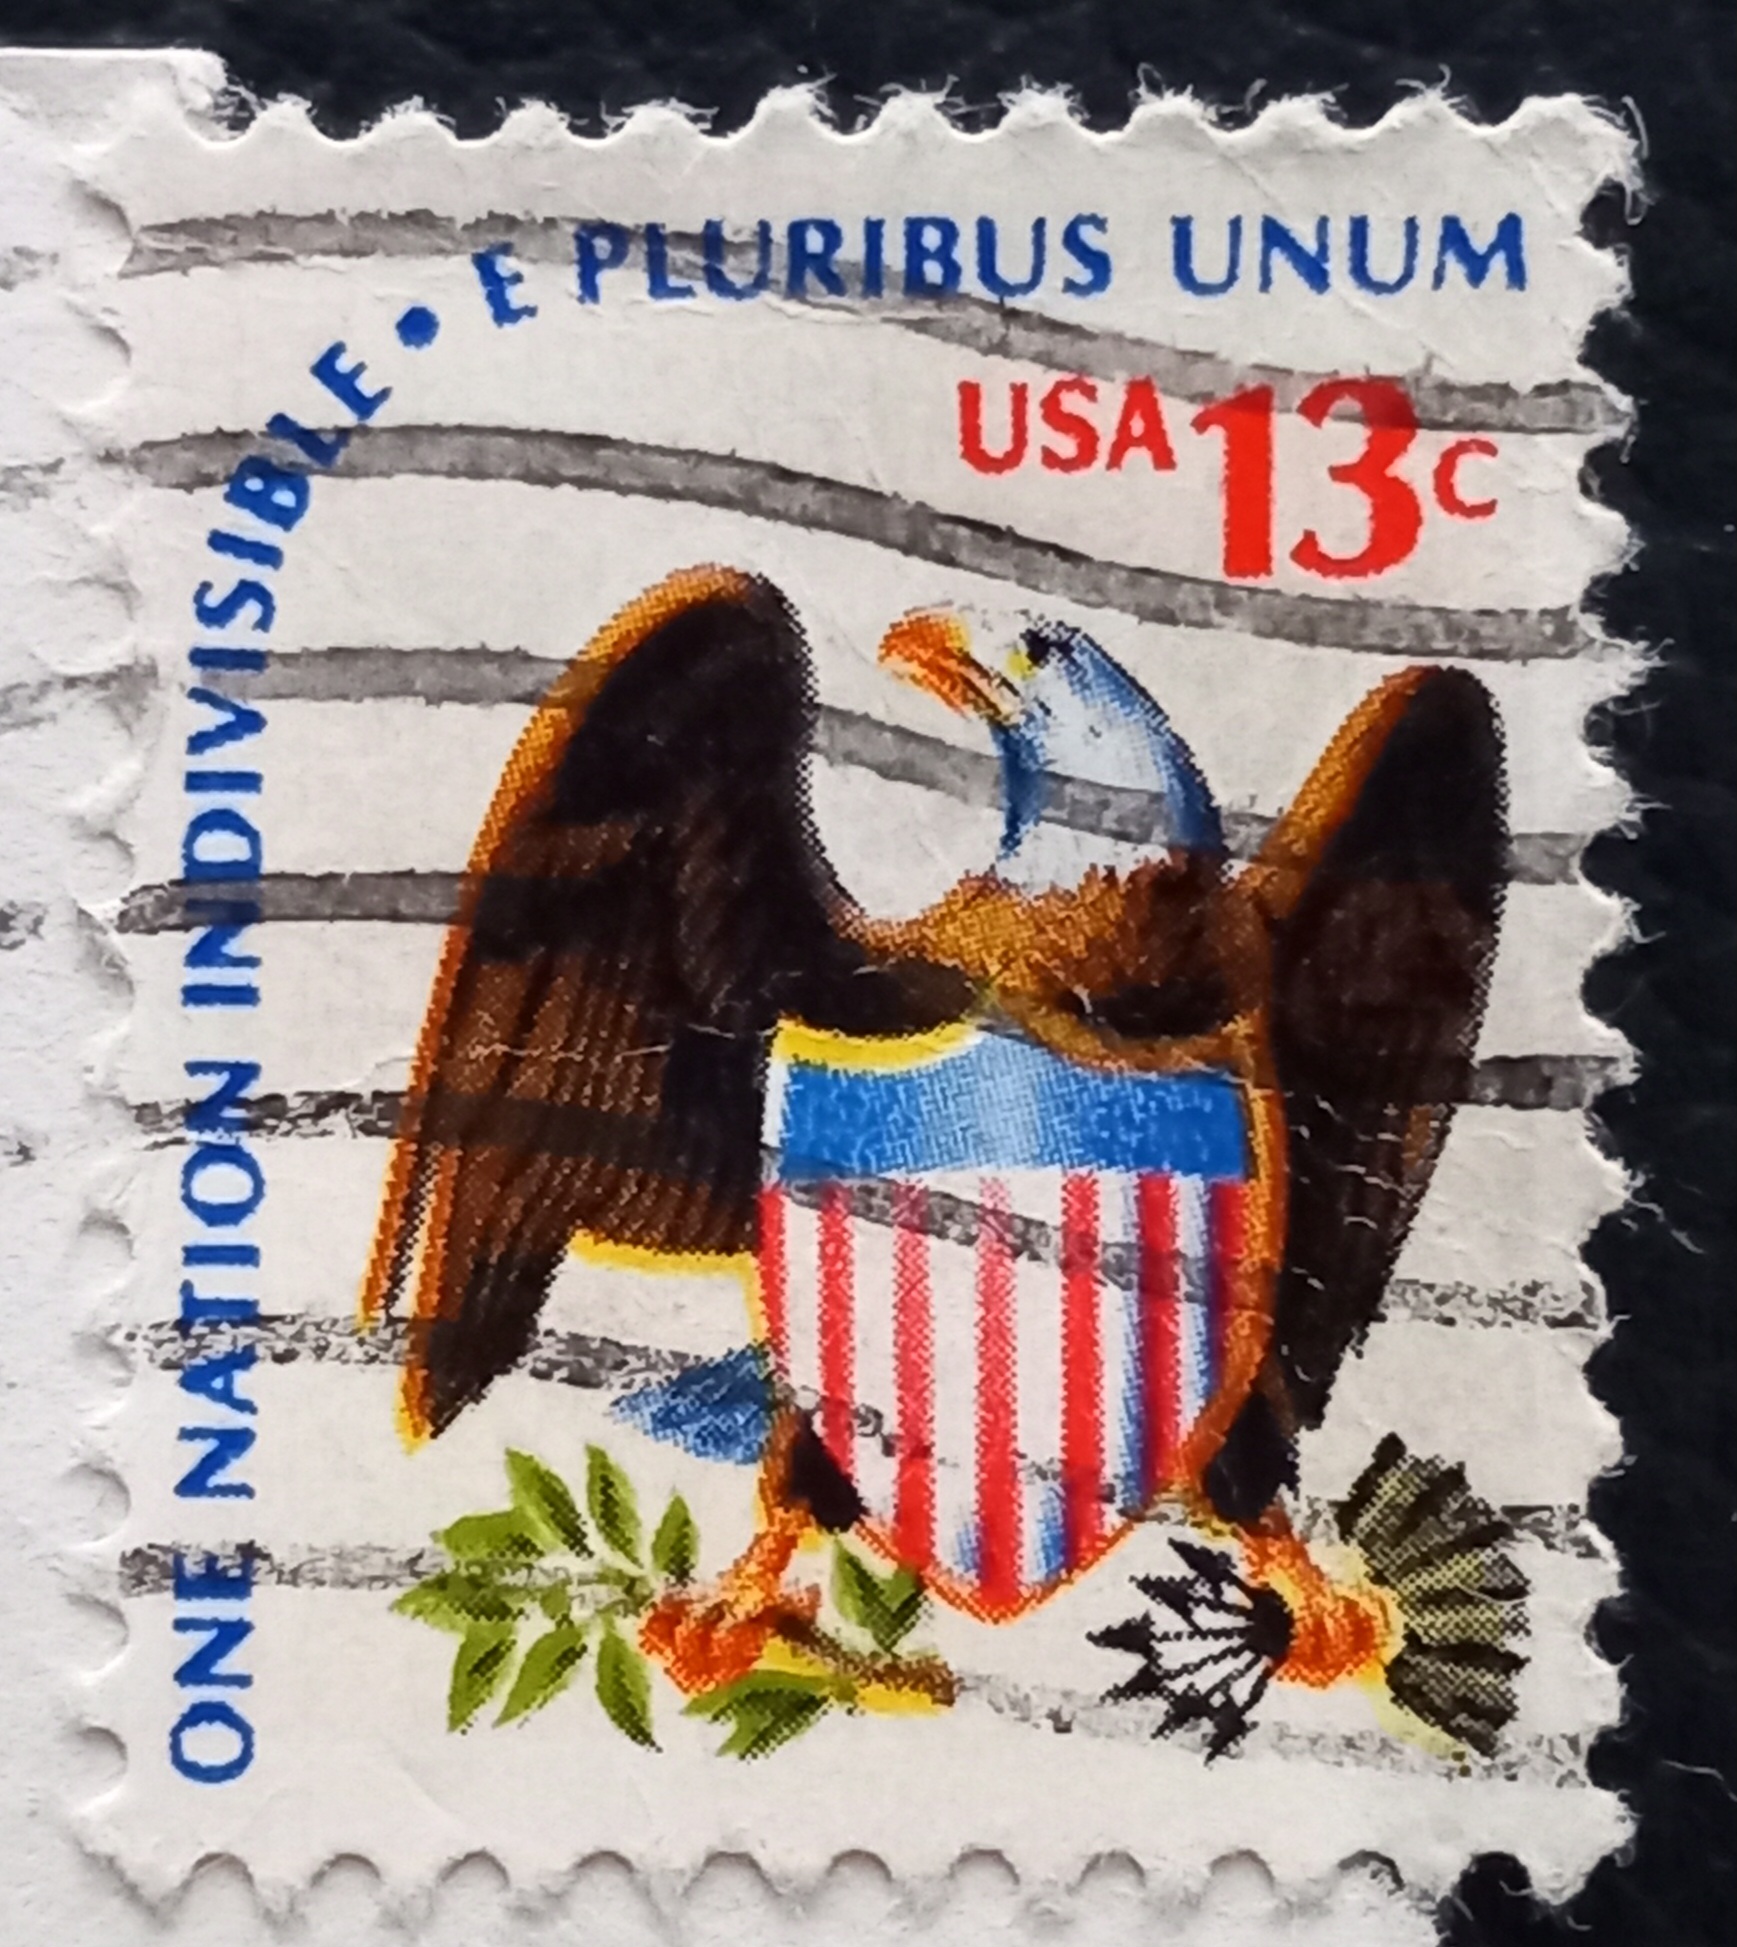 ONE NATION INDIVISIBLE • E PLURIBUS UNUM
USA 13c